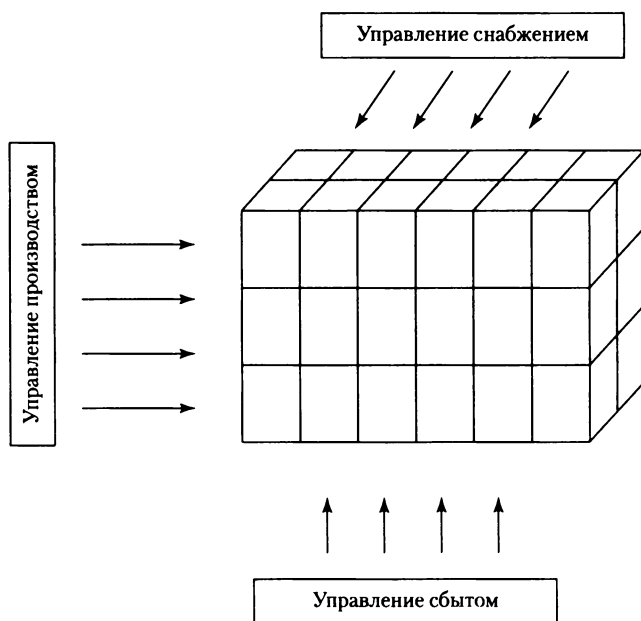 Управление снабжением
Управление производством
Управление сбытом